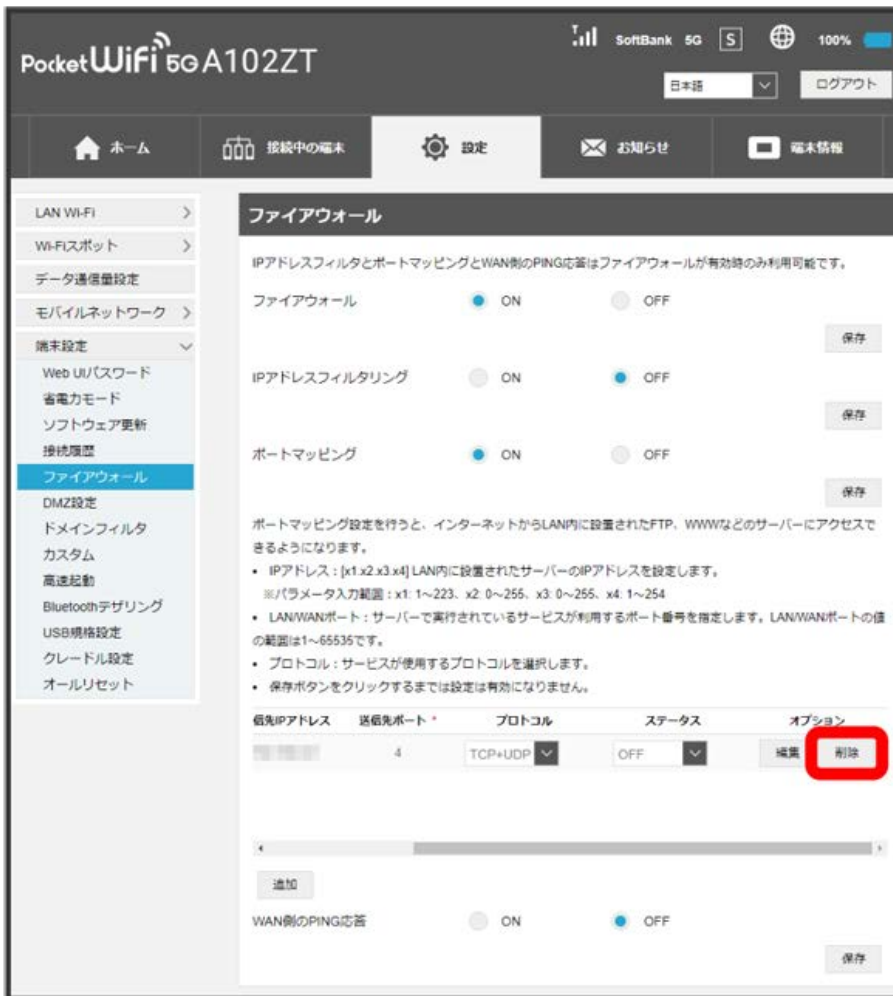 PocketWiFi 5G A102ZT
SoftBank 5G S 100%
日本語 ログアウト
ホーム 接続中の端末 設定 お知らせ 端末情報
LAN Wi-Fi
Wi-Fiスポット
データ通信量設定
モバイルネットワーク
端末設定
Web UIパスワード
省電力モード
ソフトウェア更新
接続履歴
ファイアウォール
DMZ設定
ドメインフィルタ
カスタム
高速起動
Bluetoothテザリング
USB規格設定
クレードル設定
オールリセット
ファイアウォール
IPアドレスフィルタとポートマッピングとWAN側のPING応答はファイアウォールが有効時のみ利用可能です。
ファイアウォール ON OFF
保存
IPアドレスフィルタリング ON OFF
保存
ポートマッピング ON OFF
保存
ポートマッピング設定を行うと、インターネットからLAN内に設置されたFTP、WWWなどのサーバーにアクセスで
きるようになります。
• IPアドレス：[x1.x2.x3.x4] LAN内に設置されたサーバーのIPアドレスを設定します。
※パラメータ入力範囲：x1: 1～223、x2: 0～255、x3: 0～255、x4: 1～254
• LAN/WANポート：サーバーで実行されているサービスが利用するポート番号を指定します。LAN/WANポートの値
の範囲は1～65535です。
• プロトコル：サービスが使用するプロトコルを選択します。
• 保存ボタンをクリックするまでは設定は有効になりません。
信先IPアドレス 送信先ポート * プロトコル ステータス オプション
4 TCP+UDP OFF 編集 削除
追加
WAN側のPING応答 ON OFF
保存